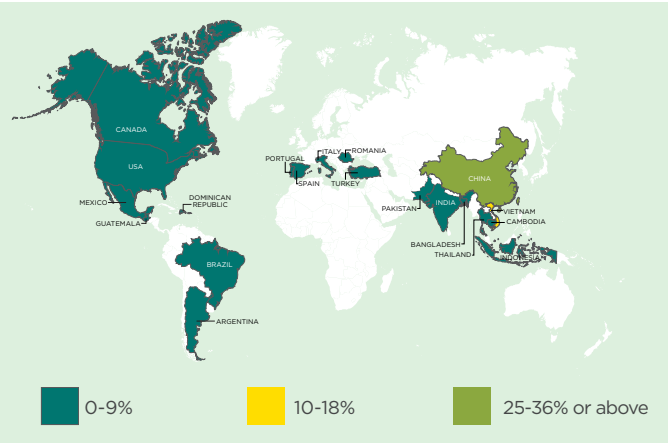 CANADA
USA
MEXICO
GUATEMALA
DOMINICAN
REPUBLIC
BRAZIL
ARGENTINA
PORTUGAL
SPAIN
ITALY
ROMANIA
TURKEY
CHINA
PAKISTAN
INDIA
BANGLADESH
THAILAND
VIETNAM
CAMBODIA
INDONESIA
0-9%
10-18%
25-36% or above